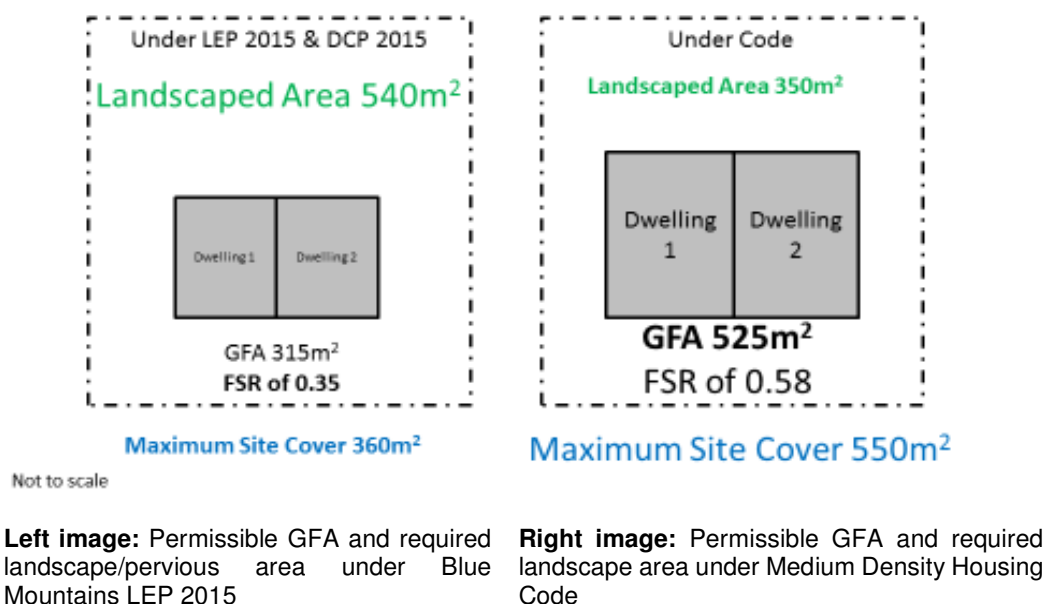 Under LEP 2015 & DCP 2015
Landscaped Area 540m²
Dwelling 1
Dwelling 2
GFA 315m²
FSR of 0.35
Maximum Site Cover 360m²
Not to scale
Under Code
Landscaped Area 350m²
Dwelling
1
Dwelling
2
GFA 525m²
FSR of 0.58
Maximum Site Cover 550m²
Left image: Permissible GFA and required
landscape/pervious area under Blue
Mountains LEP 2015
Right image: Permissible GFA and required
landscape area under Medium Density Housing
Code